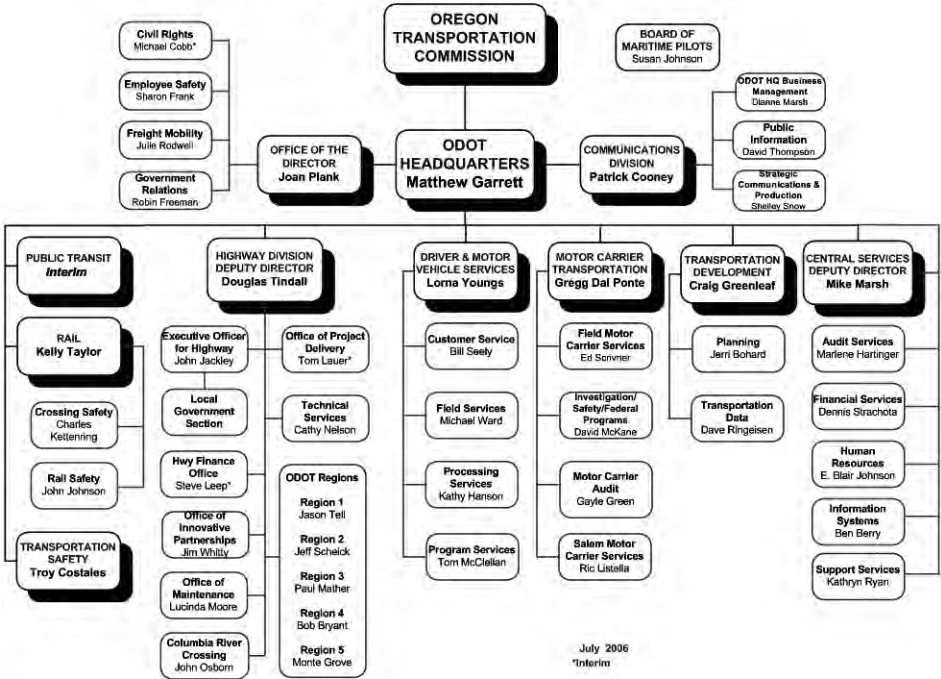 OREGON
TRANSPORTATION
COMMISSION
BOARD OF
MARITIME PILOTS
Susan Johnson
Civil Rights
Michael Cobb*
Employee Safety
Sharon Frank
Freight Mobility
Julie Rodwell
Government
Relations
Robin Freeman
OFFICE OF THE
DIRECTOR
Joan Plank
ODOT
HEADQUARTERS
Matthew Garrett
COMMUNICATIONS
DIVISION
Patrick Cooney
ODOT HQ Business
Management
Dianne Marsh
Public
Information
David Thompson
Strategic
Communications &
Production
Shelley Snow
PUBLIC TRANSIT
Interim
RAIL
Kelly Taylor
Crossing Safety
Charles
Kettenring
Rail Safety
John Johnson
TRANSPORTATION
SAFETY
Troy Costales
HIGHWAY DIVISION
DEPUTY DIRECTOR
Douglas Tindall
Executive Officer
for Highway
John Jackley
Local
Government
Section
Hwy Finance
Office
Steve Leep*
Office of
Innovative
Partnerships
Jim Whitty
Office of
Maintenance
Lucinda Moore
Columbia River
Crossing
John Osborn
Office of Project
Delivery
Tom Lauer*
Technical
Services
Cathy Nelson
ODOT Regions
Region 1
Jason Tell
Region 2
Jeff Scheick
Region 3
Paul Mather
Region 4
Bob Bryant
Region 5
Monte Grove
DRIVER & MOTOR
VEHICLE SERVICES
Lorna Youngs
Customer Service
Bill Seely
Field Services
Michael Ward
Processing
Services
Kathy Hanson
Program Services
Tom McClellan
MOTOR CARRIER
TRANSPORTATION
Gregg Dal Ponte
Field Motor
Carrier Services
Ed Scrivner
Investigation/
Safety/Federal
Programs
David McKane
Motor Carrier
Audit
Gayle Green
Salem Motor
Carrier Services
Ric Listella
TRANSPORTATION
DEVELOPMENT
Craig Greenleaf
Planning
Jerri Bohard
Transportation
Data
Dave Ringeisen
CENTRAL SERVICES
DEPUTY DIRECTOR
Mike Marsh
Audit Services
Marlene Hartinger
Financial Services
Dennis Strachota
Human
Resources
E. Blair Johnson
Information
Systems
Ben Berry
Support Services
Kathryn Ryan
July 2006
*Interim